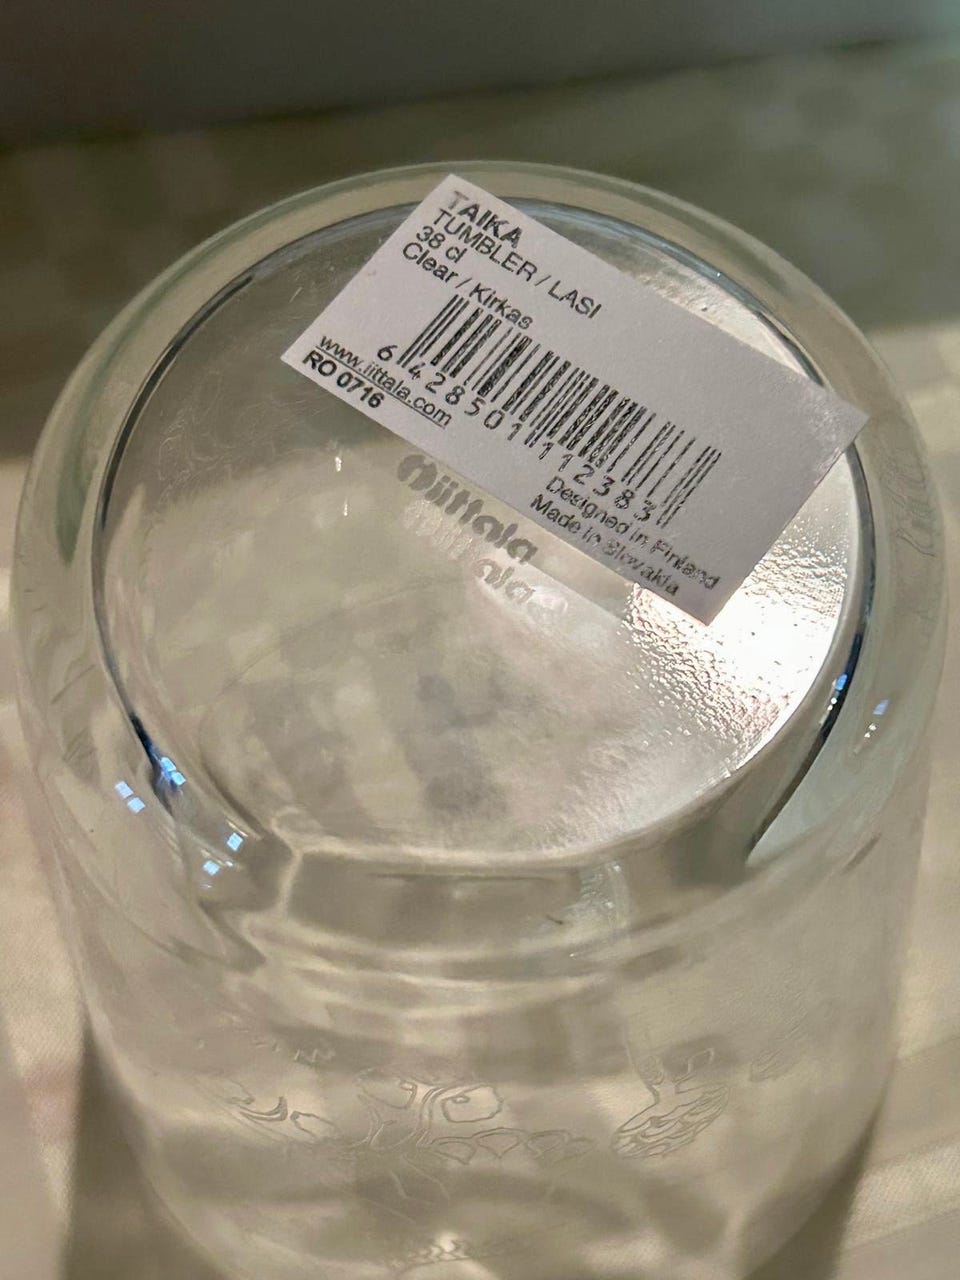 TAIKA
TUMBLER / LASI
38 cl
Clear / Kirkas
6 428501 112383
www.iittala.com
RO 0716
Designed in Finland
Made in Slovakia
iittala